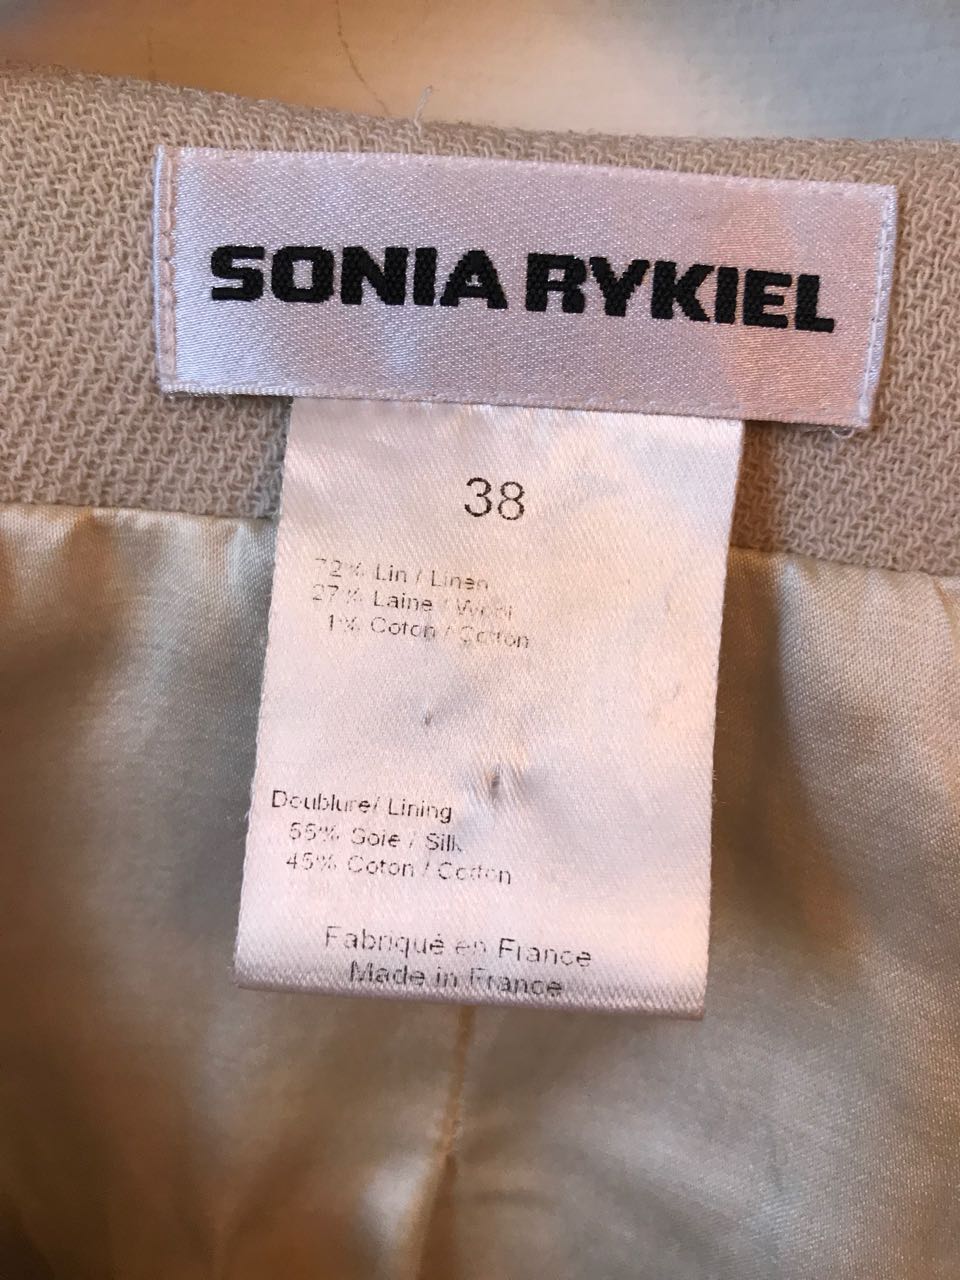 SONIA RYKIEL
38
72% Lin / Linen
27% Laine / Wool
1% Coton / Cotton
Doublure/ Lining
55% Soie / Silk
45% Coton / Cotton
Fabriqué en France
Made in France